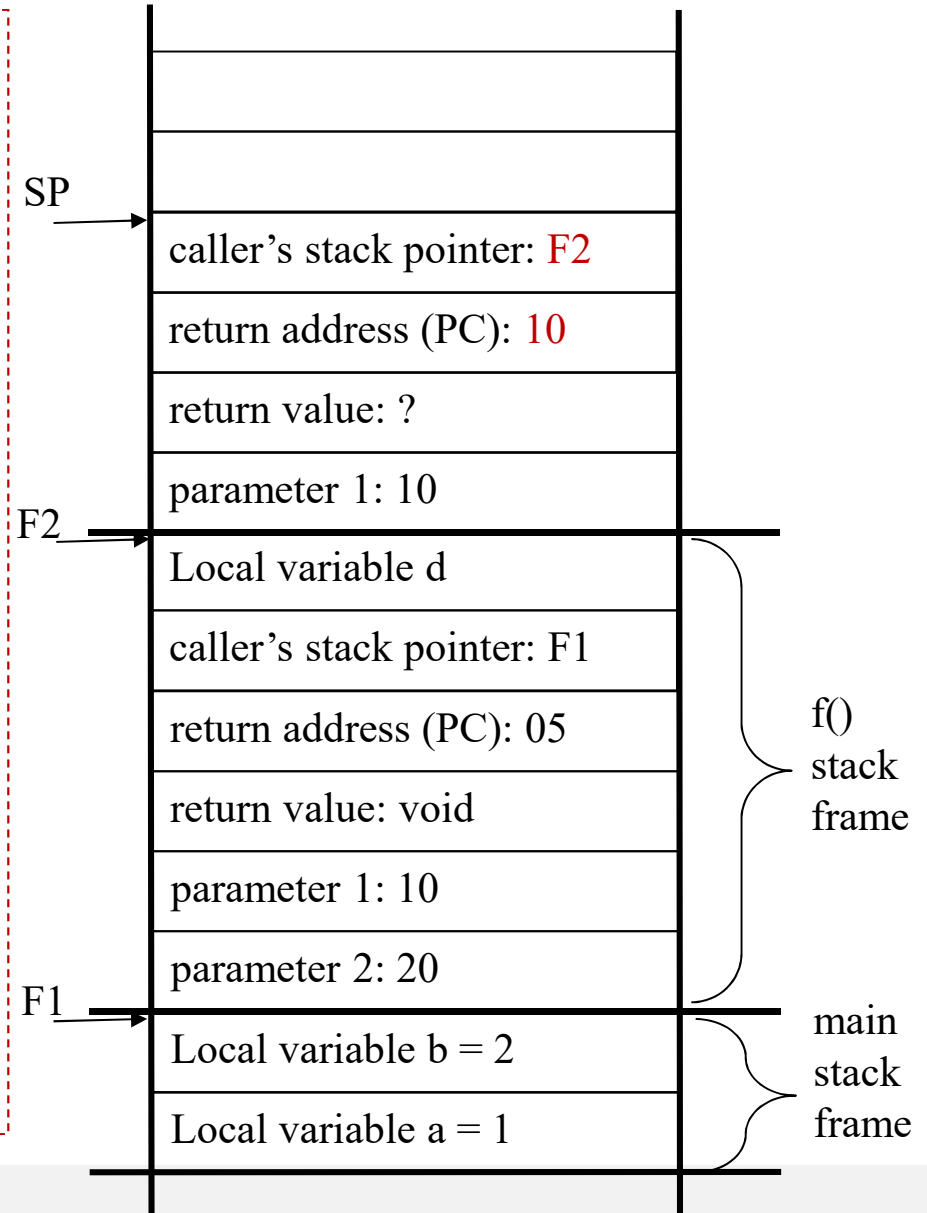 SP
caller’s stack pointer: F2
return address (PC): 10
return value: ?
parameter 1: 10
F2
Local variable d
caller’s stack pointer: F1
return address (PC): 05
return value: void
parameter 1: 10
parameter 2: 20
f()
stack
frame
F1
Local variable b = 2
Local variable a = 1
main
stack
frame